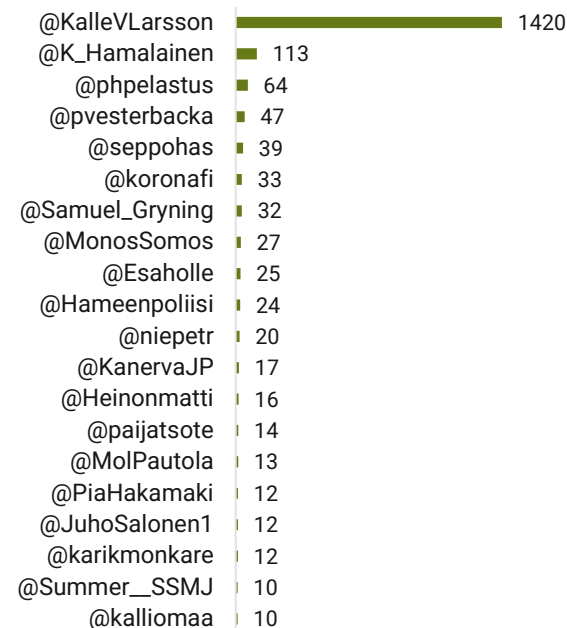 @KalleVLarsson 1420
@K_Hamalainen 113
@phpelastus 64
@pvesterbacka 47
@seppohas 39
@koronafi 33
@Samuel_Gryning 32
@MonosSomos 27
@Esaholle 25
@Hameenpoliisi 24
@niepetr 20
@KanervaJP 17
@Heinonmatti 16
@paijatsote 14
@MolPautola 13
@PiaHakamaki 12
@JuhoSalonen1 12
@karikmonkare 12
@Summer__SSMJ 10
@kalliomaa 10